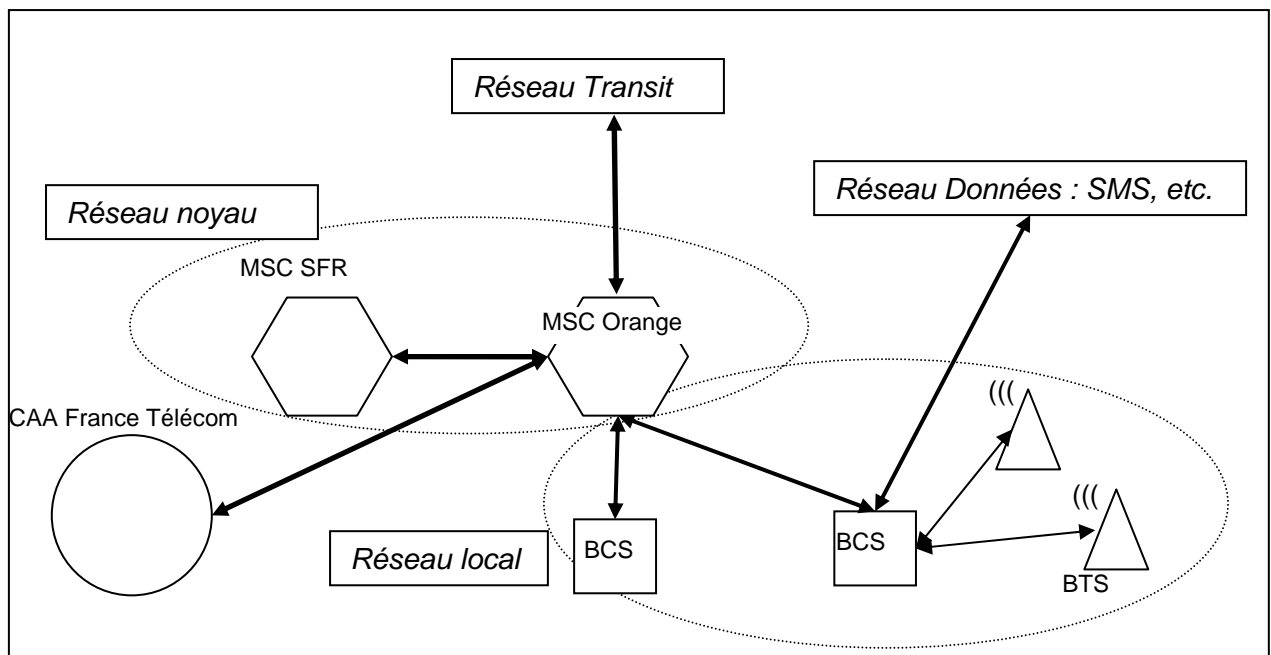 Réseau Transit
Réseau Données : SMS, etc.
Réseau noyau
MSC SFR
MSC Orange
(((
CAA France Télécom
(((
BCS
BCS
Réseau local
BTS